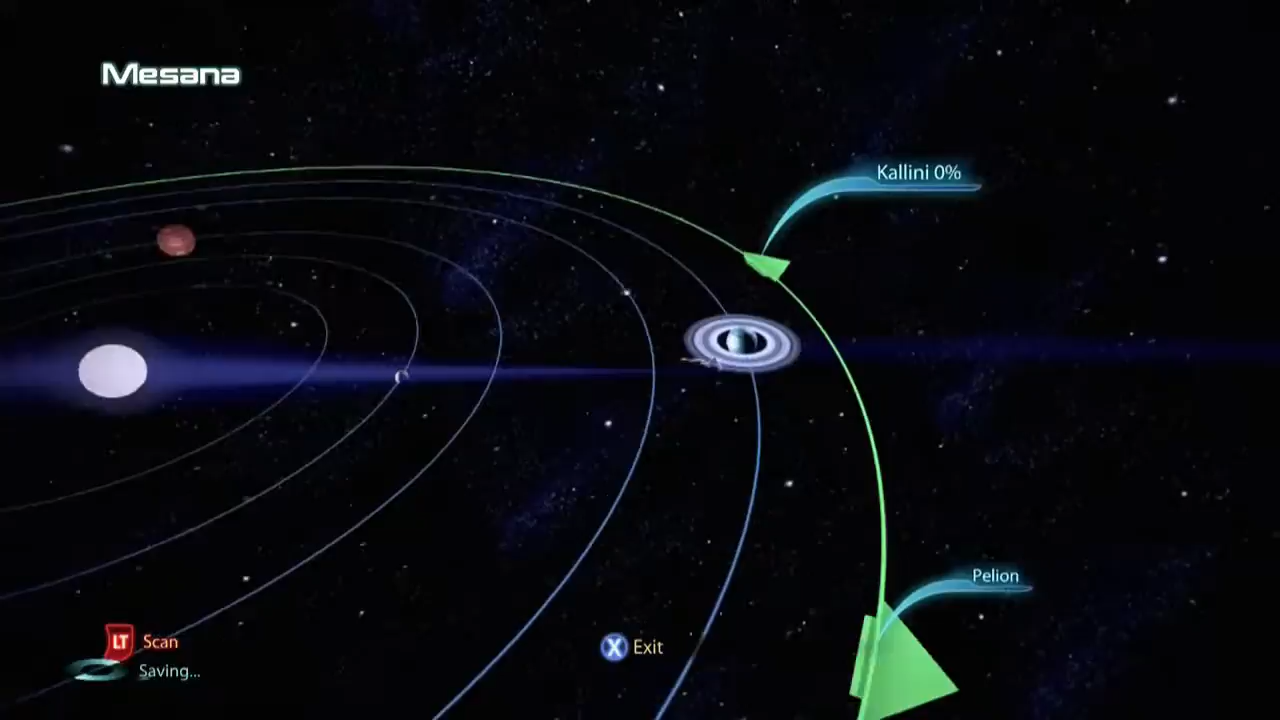 Mesana
Kallini 0%
Pelion
LT Scan
X Exit
Saving...